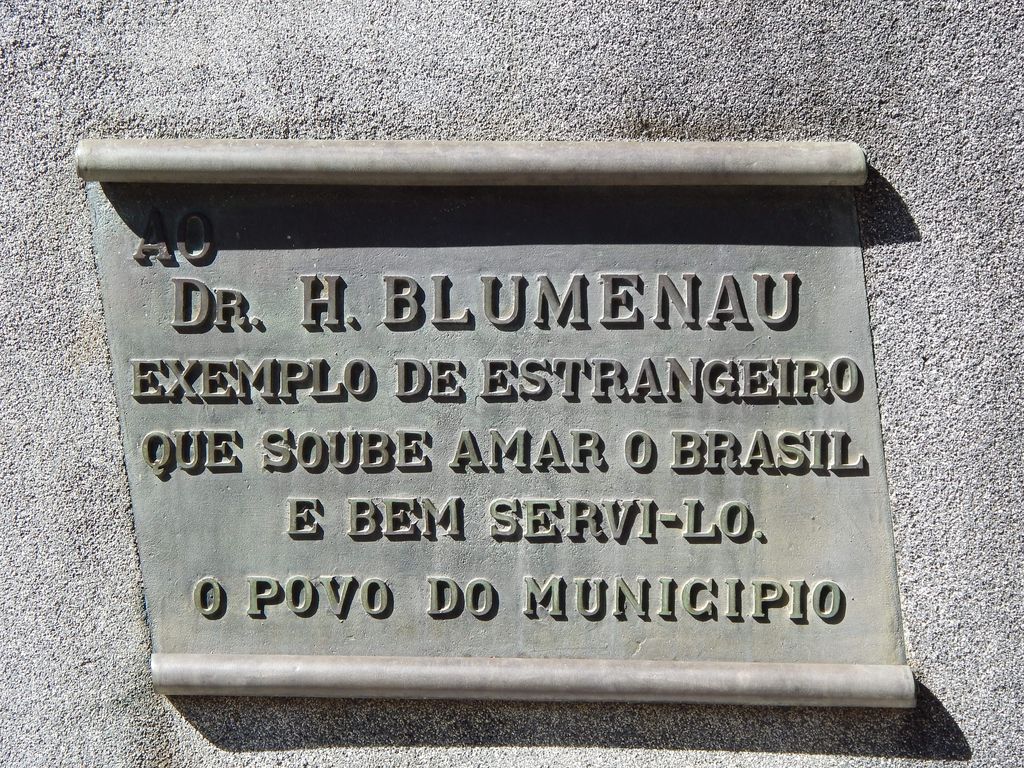 AO
DR. H. BLUMENAU
EXEMPLO DE ESTRANGEIRO
QUE SOUBE AMAR O BRASIL
E BEM SERVI-LO.
O POVO DO MUNICIPIO